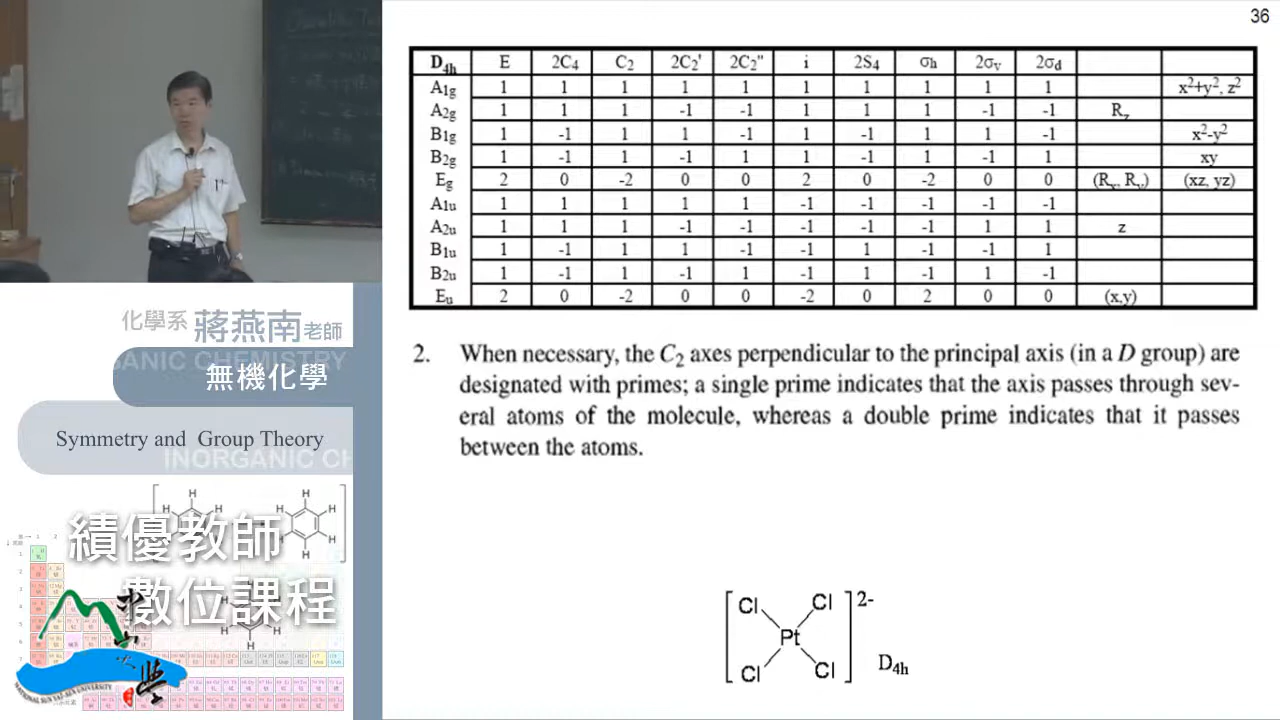 36
D4h E 2C4 C2 2C2' 2C2" i 2S4 σh 2σv 2σd
A1g 1 1 1 1 1 1 1 1 1 1 x²+y², z²
A2g 1 1 1 -1 -1 1 1 1 -1 -1 Rz
B1g 1 -1 1 1 -1 1 -1 1 1 -1 x²-y²
B2g 1 -1 1 -1 1 1 -1 1 -1 1 xy
Eg 2 0 -2 0 0 2 0 -2 0 0 (Rx, Ry) (xz, yz)
A1u 1 1 1 1 1 -1 -1 -1 -1 -1
A2u 1 1 1 -1 -1 -1 -1 -1 1 1 z
B1u 1 -1 1 1 -1 -1 1 -1 -1 1
B2u 1 -1 1 -1 1 -1 1 -1 1 -1
Eu 2 0 -2 0 0 -2 0 2 0 0 (x,y)
2. When necessary, the C2 axes perpendicular to the principal axis (in a D group) are
designated with primes; a single prime indicates that the axis passes through sev-
eral atoms of the molecule, whereas a double prime indicates that it passes
between the atoms.
[Cl Cl]2-
Pt
Cl Cl
D4h
化學系 蔣燕南老師
ORGANIC CHEMISTRY
無機化學
Symmetry and Group Theory
INORGANIC CH
H H
H H H H
H H H
H H
H H
H
績優教師
數位課程
NATIONAL SUN YAT-SEN UNIVERSITY